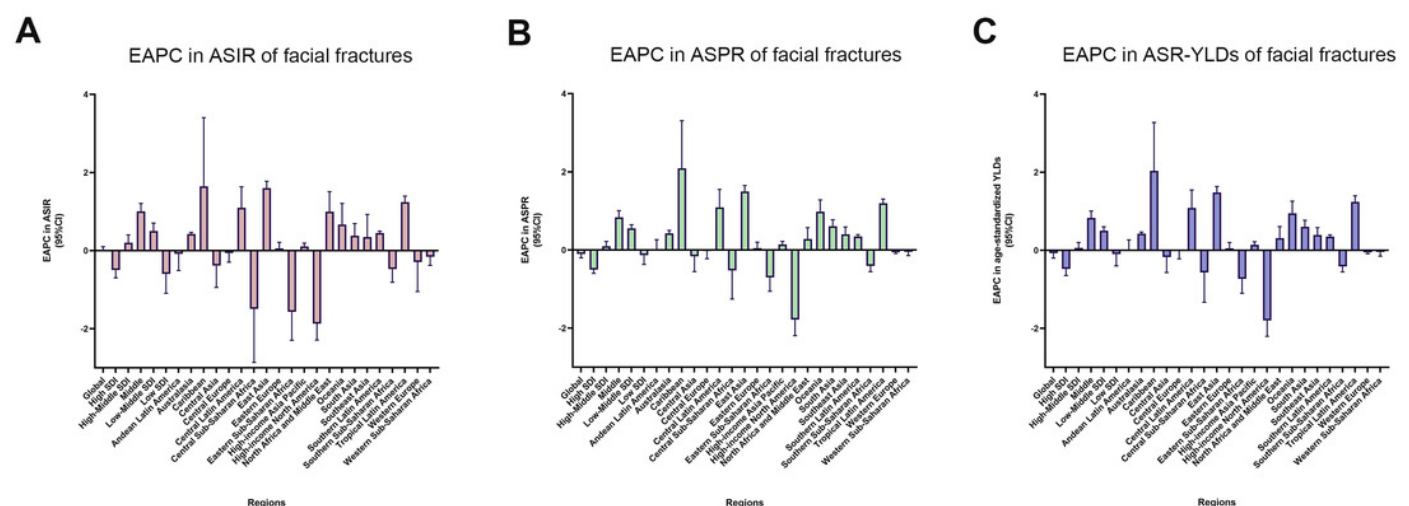 A
EAPC in ASIR of facial fractures
EAPC in ASIR
(95%CI)
4
2
0
-2
Global
High SDI
High-Middle SDI
Middle SDI
Low-Middle SDI
Low SDI
Andean Latin America
Australasia
Caribbean
Central Asia
Central Europe
Central Latin America
Central Sub-Saharan Africa
East Asia
Eastern Europe
Eastern Sub-Saharan Africa
High-income Asia Pacific
High-income North America
North Africa and Middle East
Oceania
South Asia
Southeast Asia
Southern Latin America
Southern Sub-Saharan Africa
Tropical Latin America
Western Europe
Western Sub-Saharan Africa
Regions
B
EAPC in ASPR of facial fractures
EAPC in ASPR
(95%CI)
4
2
0
-2
Global
High SDI
High-Middle SDI
Middle SDI
Low-Middle SDI
Low SDI
Andean Latin America
Australasia
Caribbean
Central Asia
Central Europe
Central Latin America
Central Sub-Saharan Africa
East Asia
Eastern Europe
Eastern Sub-Saharan Africa
High-income Asia Pacific
High-income North America
North Africa and Middle East
Oceania
South Asia
Southeast Asia
Southern Latin America
Southern Sub-Saharan Africa
Tropical Latin America
Western Europe
Western Sub-Saharan Africa
Regions
C
EAPC in ASR-YLDs of facial fractures
EAPC in age-standardized YLDs
(95%CI)
4
2
0
-2
Global
High SDI
High-Middle SDI
Middle SDI
Low-Middle SDI
Low SDI
Andean Latin America
Australasia
Caribbean
Central Asia
Central Europe
Central Latin America
Central Sub-Saharan Africa
East Asia
Eastern Europe
Eastern Sub-Saharan Africa
High-income Asia Pacific
High-income North America
North Africa and Middle East
Oceania
South Asia
Southeast Asia
Southern Latin America
Southern Sub-Saharan Africa
Tropical Latin America
Western Europe
Western Sub-Saharan Africa
Regions